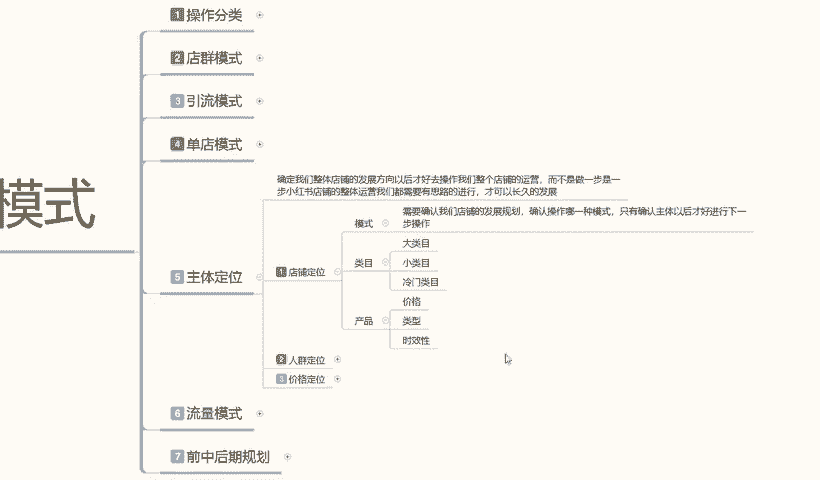 1 操作分类
2 店群模式
3 引流模式
4 单店模式
模式
5 主体定位
确定我们整体店铺的发展方向以后才好去操作我们整个店铺的运营，而不是做一步是一
步小红书店铺的整体运营我们都需要有思路的进行，才可以长久的发展
1 店铺定位
模式
需要确认我们店铺的发展规划，确认操作哪一种模式，只有确认主体以后才好进行下一
步操作
类目
大类目
小类目
冷门类目
产品
价格
类型
时效性
2 人群定位
3 价格定位
6 流量模式
7 前中后期规划